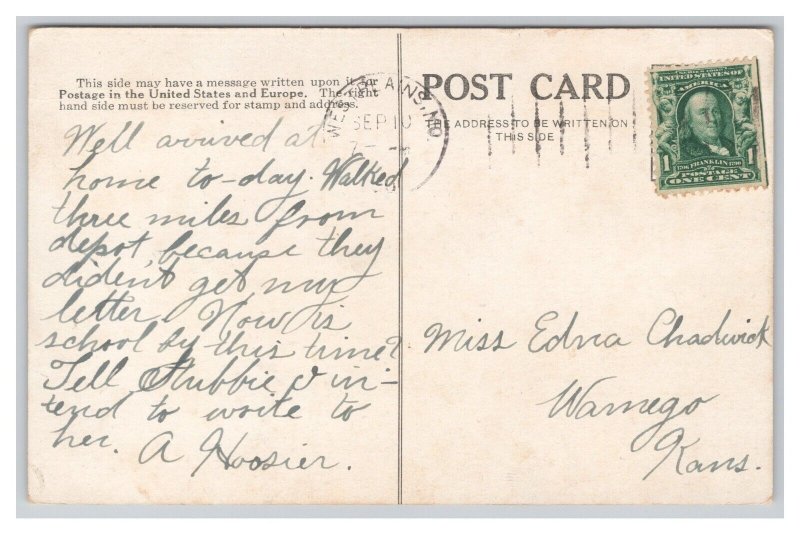 This side may have a message written upon it for
Postage in the United States and Europe. The right
hand side must be reserved for stamp and address.
POST CARD
THE ADDRESS TO BE WRITTEN ON
THIS SIDE
SEP 10
SERIES 1902
UNITED STATES OF
AMERICA
1 FRANKLIN 1
POSTAGE
ONE CENT
Well arrived at
home to-day. Walked
three miles from
depot, because they
dident get my
letter. How is
school by this time?
Tell Stubbie I in-
tend to write to
her.
A Hoosier.
Miss Edna Chadwick
Wamego
Kans.